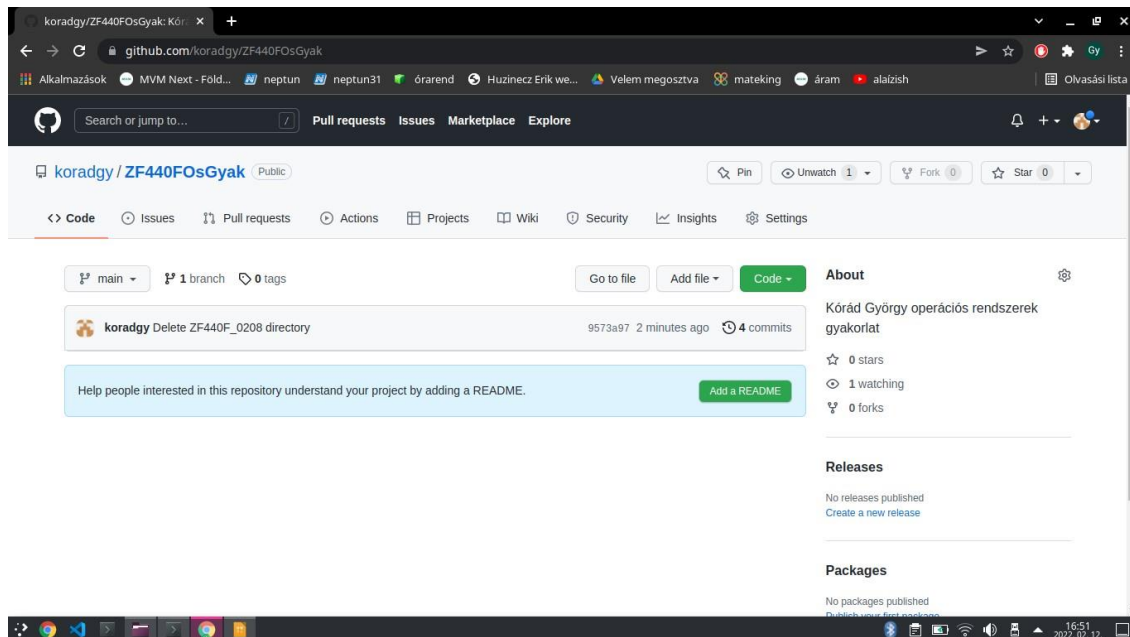 koradgy/ZF440FOsGyak: Kór
github.com/koradgy/ZF440FOsGyak
Gy
Alkalmazások MVM Next - Föld... neptun neptun31 órarend Huzinecz Erik we... Velem megosztva mateking áram alaízish Olvasási lista
Search or jump to... / Pull requests Issues Marketplace Explore
koradgy / ZF440FOsGyak Public Pin Unwatch 1 Fork 0 Star 0
<> Code Issues Pull requests Actions Projects Wiki Security Insights Settings
main 1 branch 0 tags Go to file Add file Code
koradgy Delete ZF440F_0208 directory 9573a97 2 minutes ago 4 commits
Help people interested in this repository understand your project by adding a README. Add a README
About
Kórád György operációs rendszerek
gyakorlat
0 stars
1 watching
0 forks
Releases
No releases published
Create a new release
Packages
No packages published
Publish your first package
16:51
2022. 02. 12.